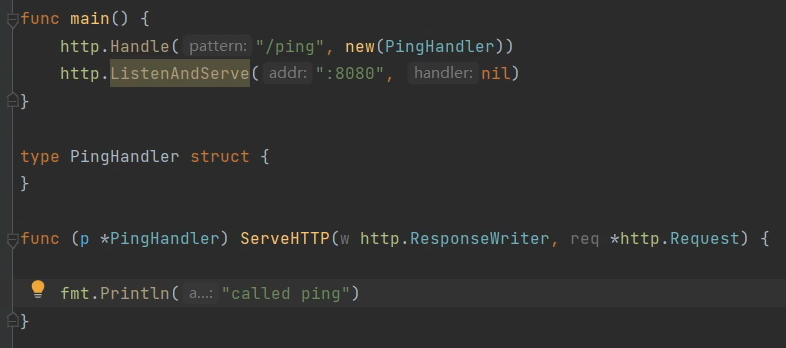 func main() {
    http.Handle( pattern: "/ping", new(PingHandler))
    http.ListenAndServe( addr: ":8080", handler: nil)
}
type PingHandler struct {
}
func (p *PingHandler) ServeHTTP(w http.ResponseWriter, req *http.Request) {
    fmt.Println( a...: "called ping")
}